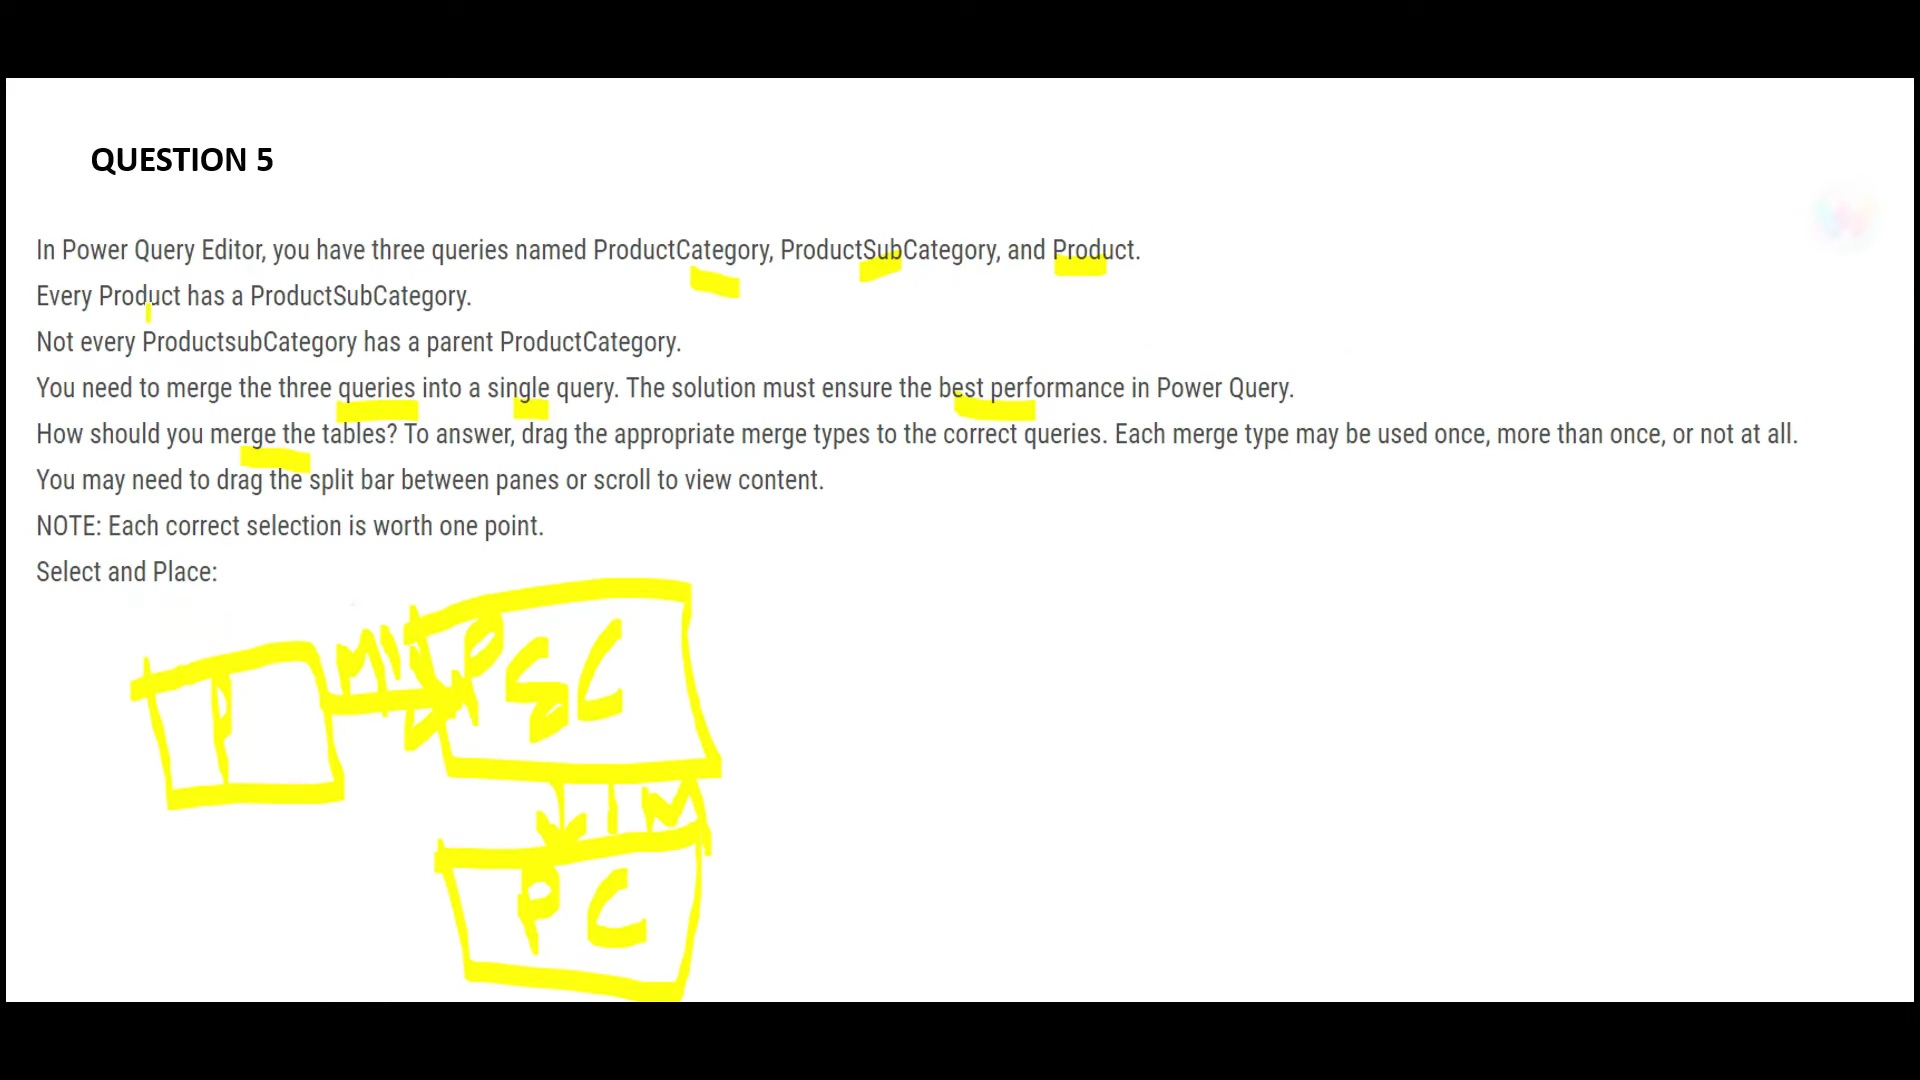 QUESTION 5
In Power Query Editor, you have three queries named ProductCategory, ProductSubCategory, and Product.
Every Product has a ProductSubCategory.
Not every ProductsubCategory has a parent ProductCategory.
You need to merge the three queries into a single query. The solution must ensure the best performance in Power Query.
How should you merge the tables? To answer, drag the appropriate merge types to the correct queries. Each merge type may be used once, more than once, or not at all.
You may need to drag the split bar between panes or scroll to view content.
NOTE: Each correct selection is worth one point.
Select and Place:
P
PSC
PC